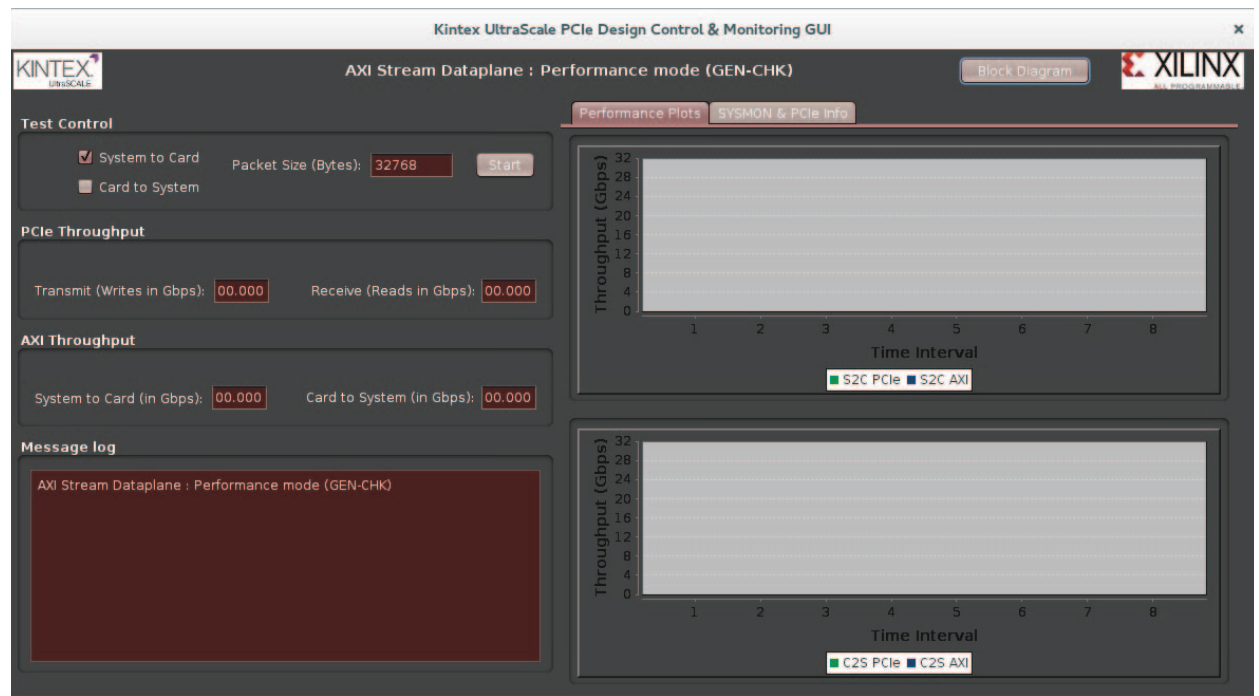 Kintex UltraScale PCIe Design Control & Monitoring GUI
×
KINTEX
UltraSCALE
AXI Stream Dataplane : Performance mode (GEN-CHK)
Block Diagram
XILINX
ALL PROGRAMMABLE
Test Control
System to Card
Card to System
Packet Size (Bytes): 32768
Start
PCIe Throughput
Transmit (Writes in Gbps): 00.000
Receive (Reads in Gbps): 00.000
AXI Throughput
System to Card (in Gbps): 00.000
Card to System (in Gbps): 00.000
Message log
AXI Stream Dataplane : Performance mode (GEN-CHK)
Performance Plots
SYSMON & PCIe Info
Throughput (Gbps)
32
28
24
20
16
12
8
4
0
1 2 3 4 5 6 7 8
Time Interval
S2C PCIe S2C AXI
Throughput (Gbps)
32
28
24
20
16
12
8
4
0
1 2 3 4 5 6 7 8
Time Interval
C2S PCIe C2S AXI